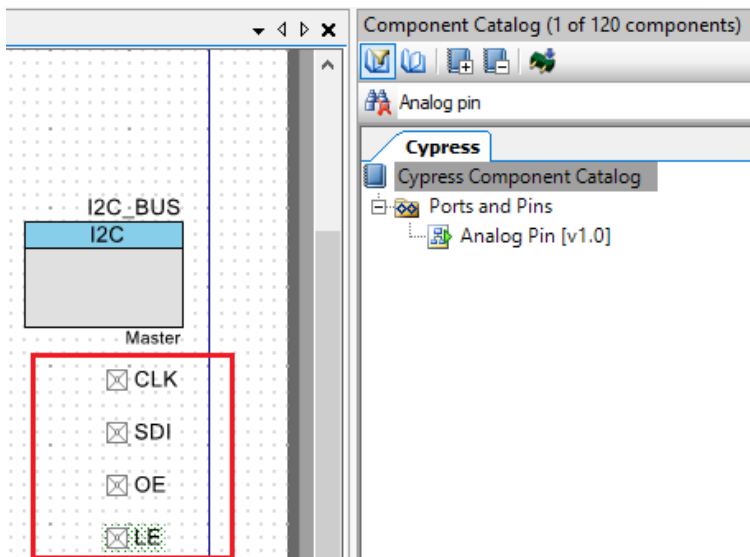 I2C_BUS
I2C
Master
CLK
SDI
OE
LE
Component Catalog (1 of 120 components)
Analog pin
Cypress
Cypress Component Catalog
Ports and Pins
Analog Pin [v1.0]